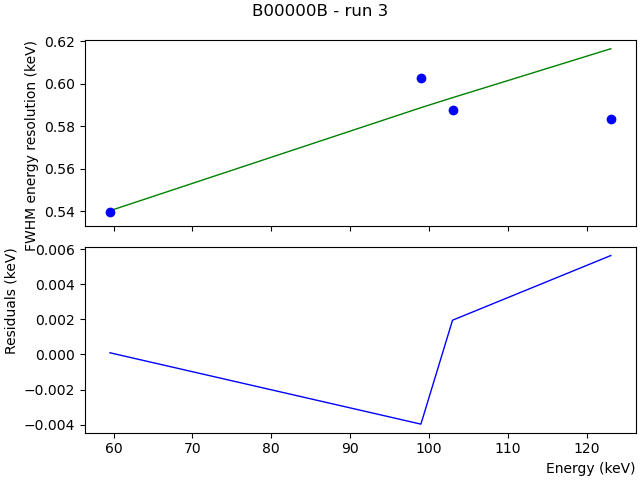 B00000B - run 3
FWHM energy resolution (keV)
0.62
0.60
0.58
0.56
0.54
Residuals (keV)
0.006
0.004
0.002
0.000
−0.002
−0.004
60 70 80 90 100 110 120
Energy (keV)